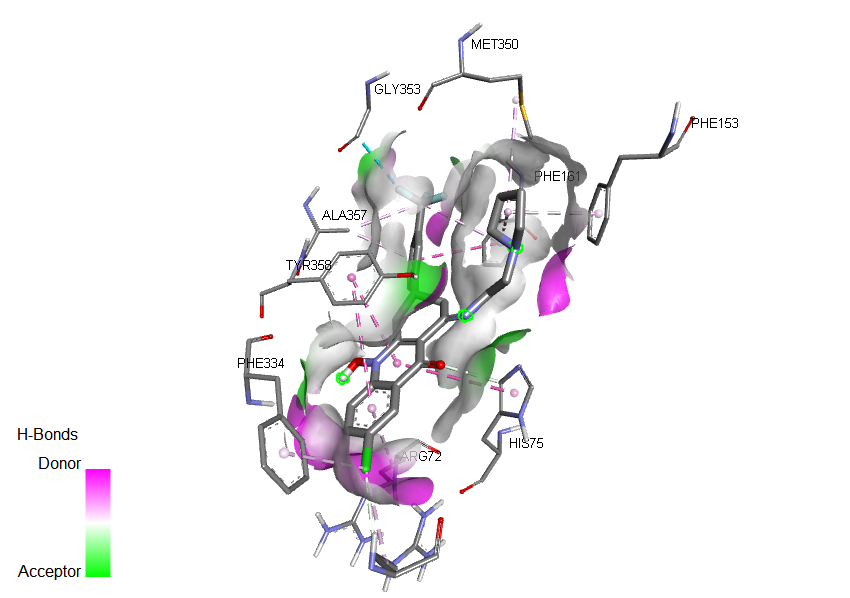 MET350
GLY353
PHE153
PHE161
ALA357
TYR358
PHE334
HIS75
ARG72
H-Bonds
Donor
Acceptor